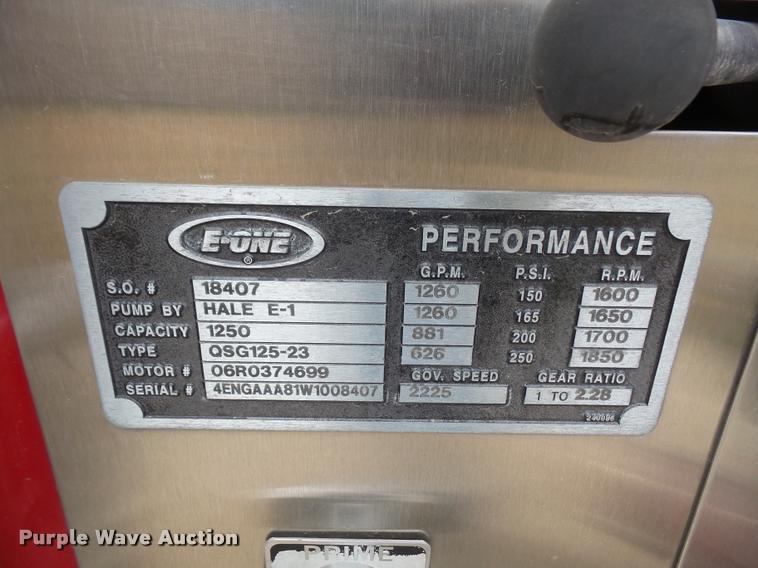 E-ONE
®
PERFORMANCE
G.P.M. P.S.I. R.P.M.
S.O. # 18407 1260 150 1600
PUMP BY HALE E-1 1260 165 1650
CAPACITY 1250 881 200 1700
TYPE QSG125-23 626 250 1850
MOTOR # 06R0374699 GOV. SPEED GEAR RATIO
SERIAL # 4ENGAAA81W1008407 2225 1 TO 2.28
240096
PRIME
Purple Wave Auction